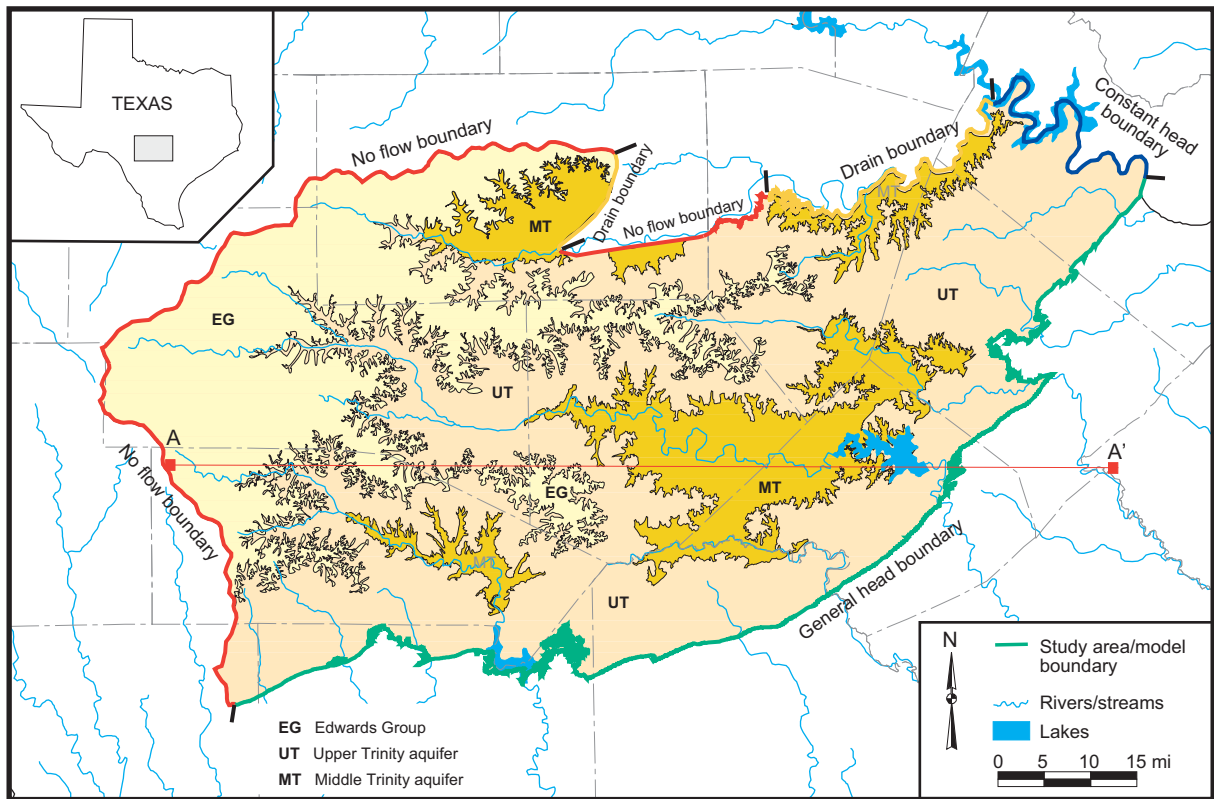 TEXAS
No flow boundary
Drain boundary
No flow boundary
Drain boundary
Constant head
boundary
MT
MT
UT
EG
UT
A
A'
No flow boundary
EG
MT
MT
UT
General head boundary
EG Edwards Group
UT Upper Trinity aquifer
MT Middle Trinity aquifer
N
Study area/model
boundary
Rivers/streams
Lakes
0 5 10 15 mi